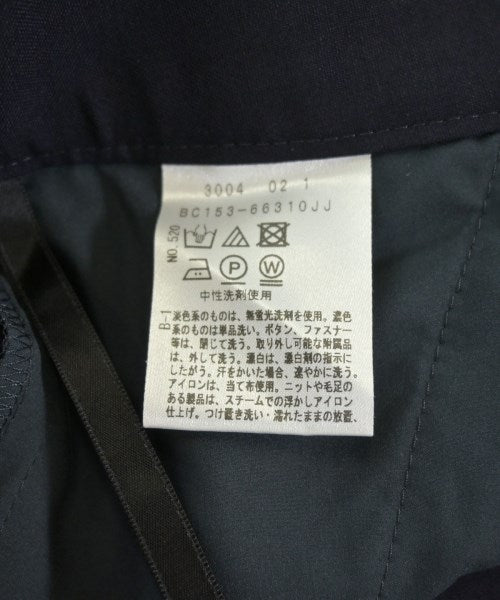 3004 02 1
BC153-66310JJ
NO.520
P W
中性洗剤使用
B-1
淡色系のものは、無蛍光洗剤を使用。濃色
系のものは単品洗い。ボタン、ファスナー
等は、閉じて洗う。取り外し可能な附属品
は、外して洗う。漂白は、漂白剤の指示に
したがう。汗をかいた場合、速やかに洗う。
アイロンは、当て布使用。ニットや毛足の
ある製品は、スチームでの浮かしアイロン
仕上げ。つけ置き洗い・濡れたままの放置、